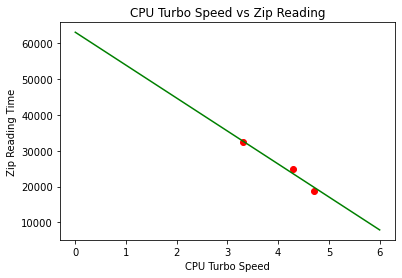 CPU Turbo Speed vs Zip Reading
60000
50000
40000
30000
20000
10000
Zip Reading Time
0 1 2 3 4 5 6
CPU Turbo Speed